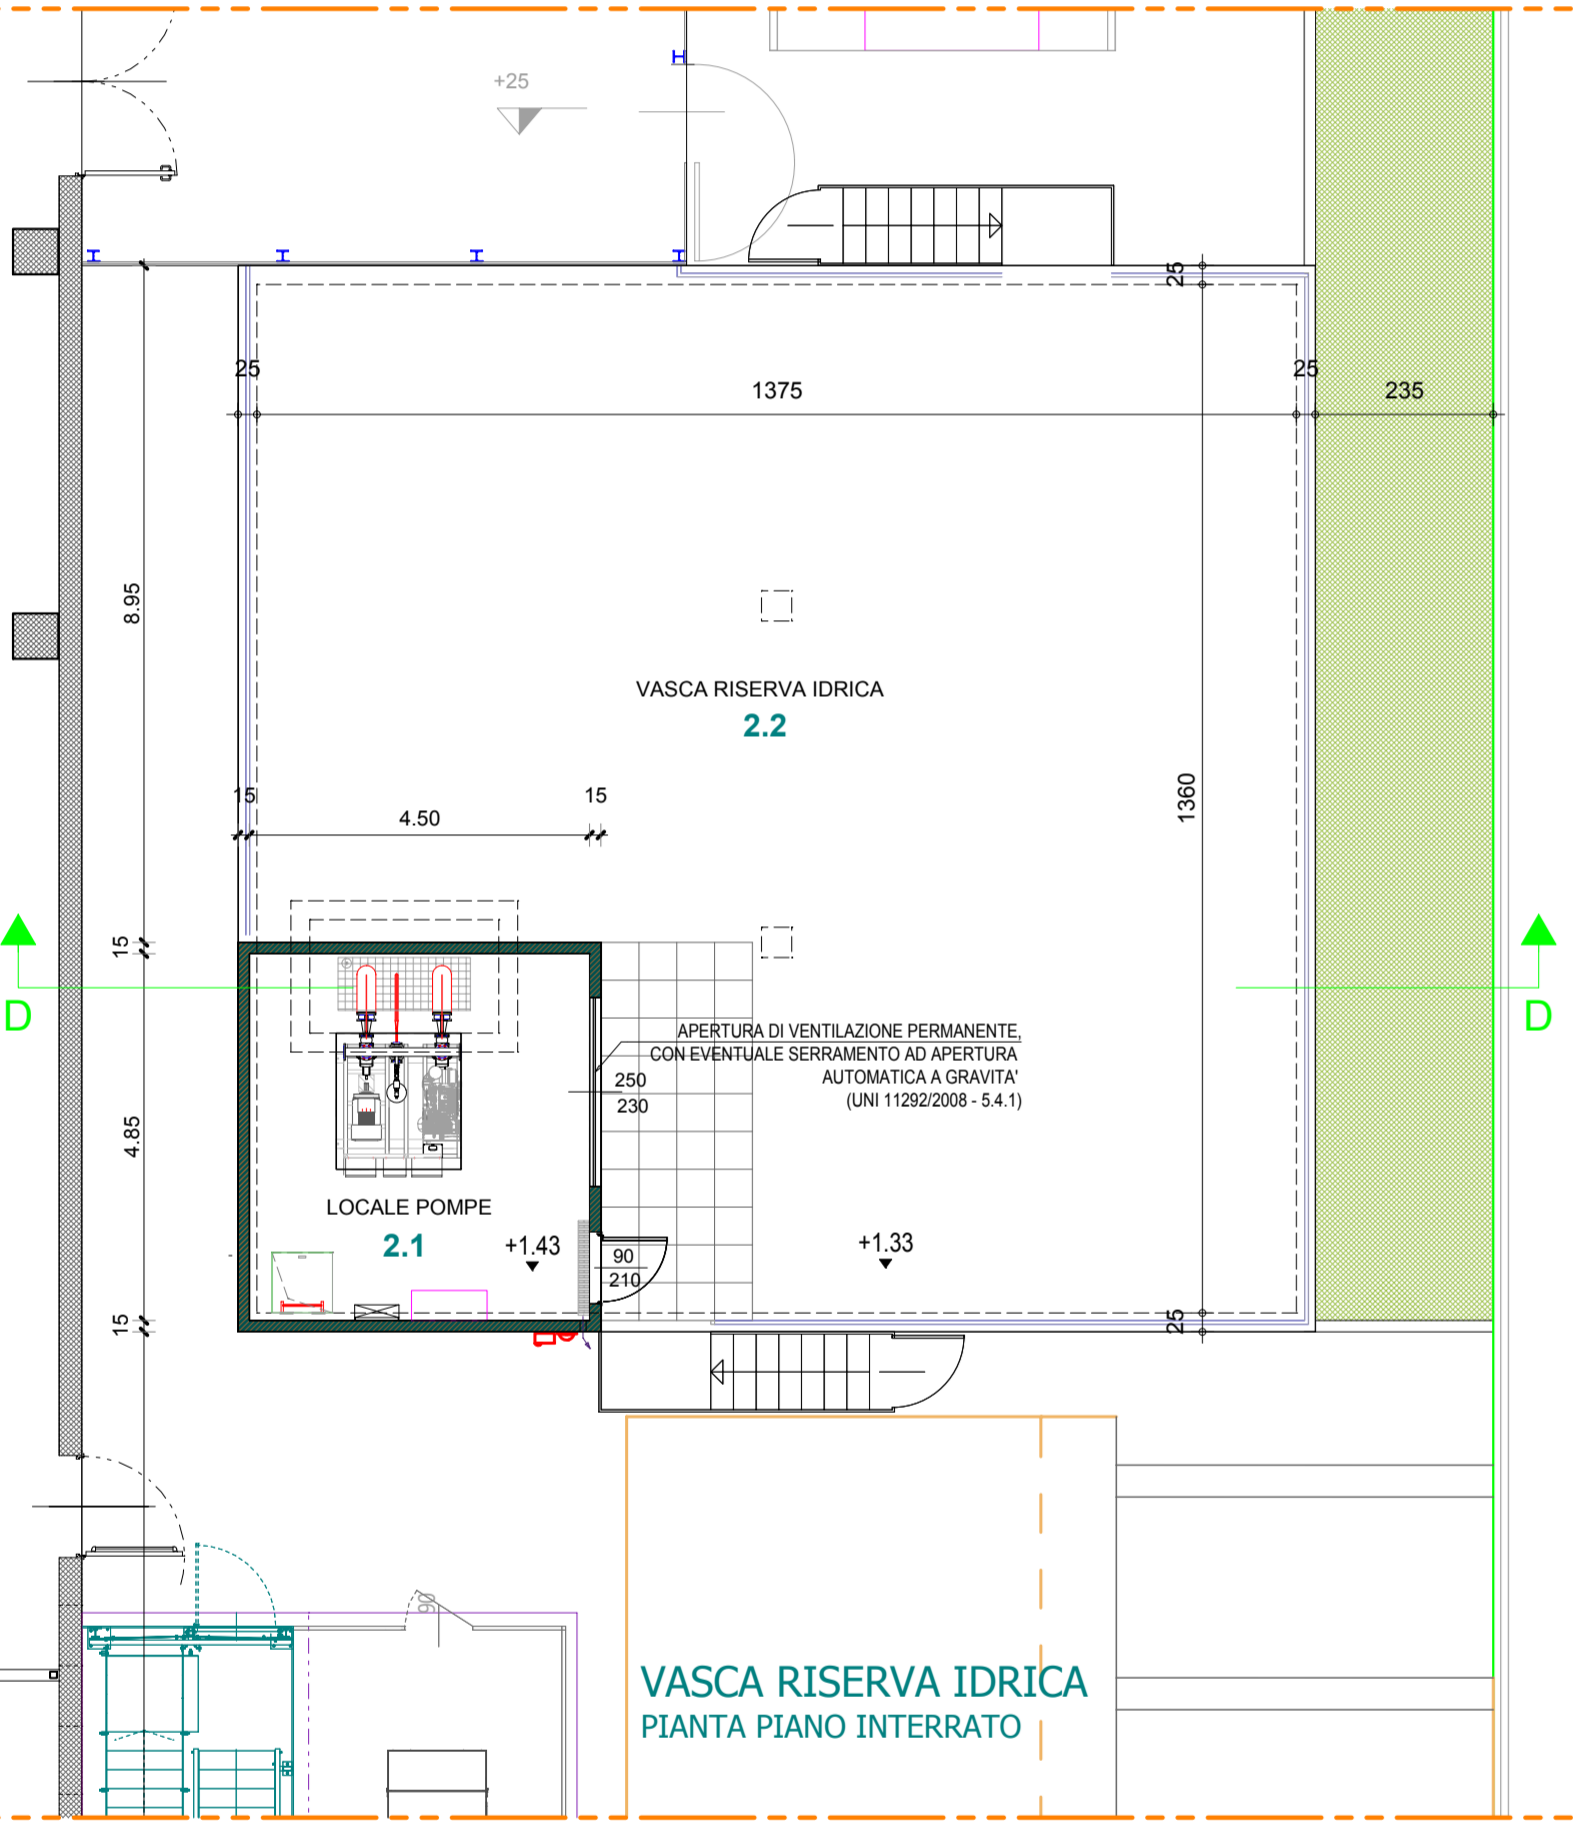 +25
25
25
1375
25
235
8.95
VASCA RISERVA IDRICA
2.2
15
4.50
15
1360
15
D
D
APERTURA DI VENTILAZIONE PERMANENTE,
CON EVENTUALE SERRAMENTO AD APERTURA
AUTOMATICA A GRAVITA'
(UNI 11292/2008 - 5.4.1)
250
230
4.85
LOCALE POMPE
2.1
+1.43
+1.33
90
210
15
25
90
VASCA RISERVA IDRICA
PIANTA PIANO INTERRATO